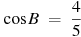 cos B = 4/5